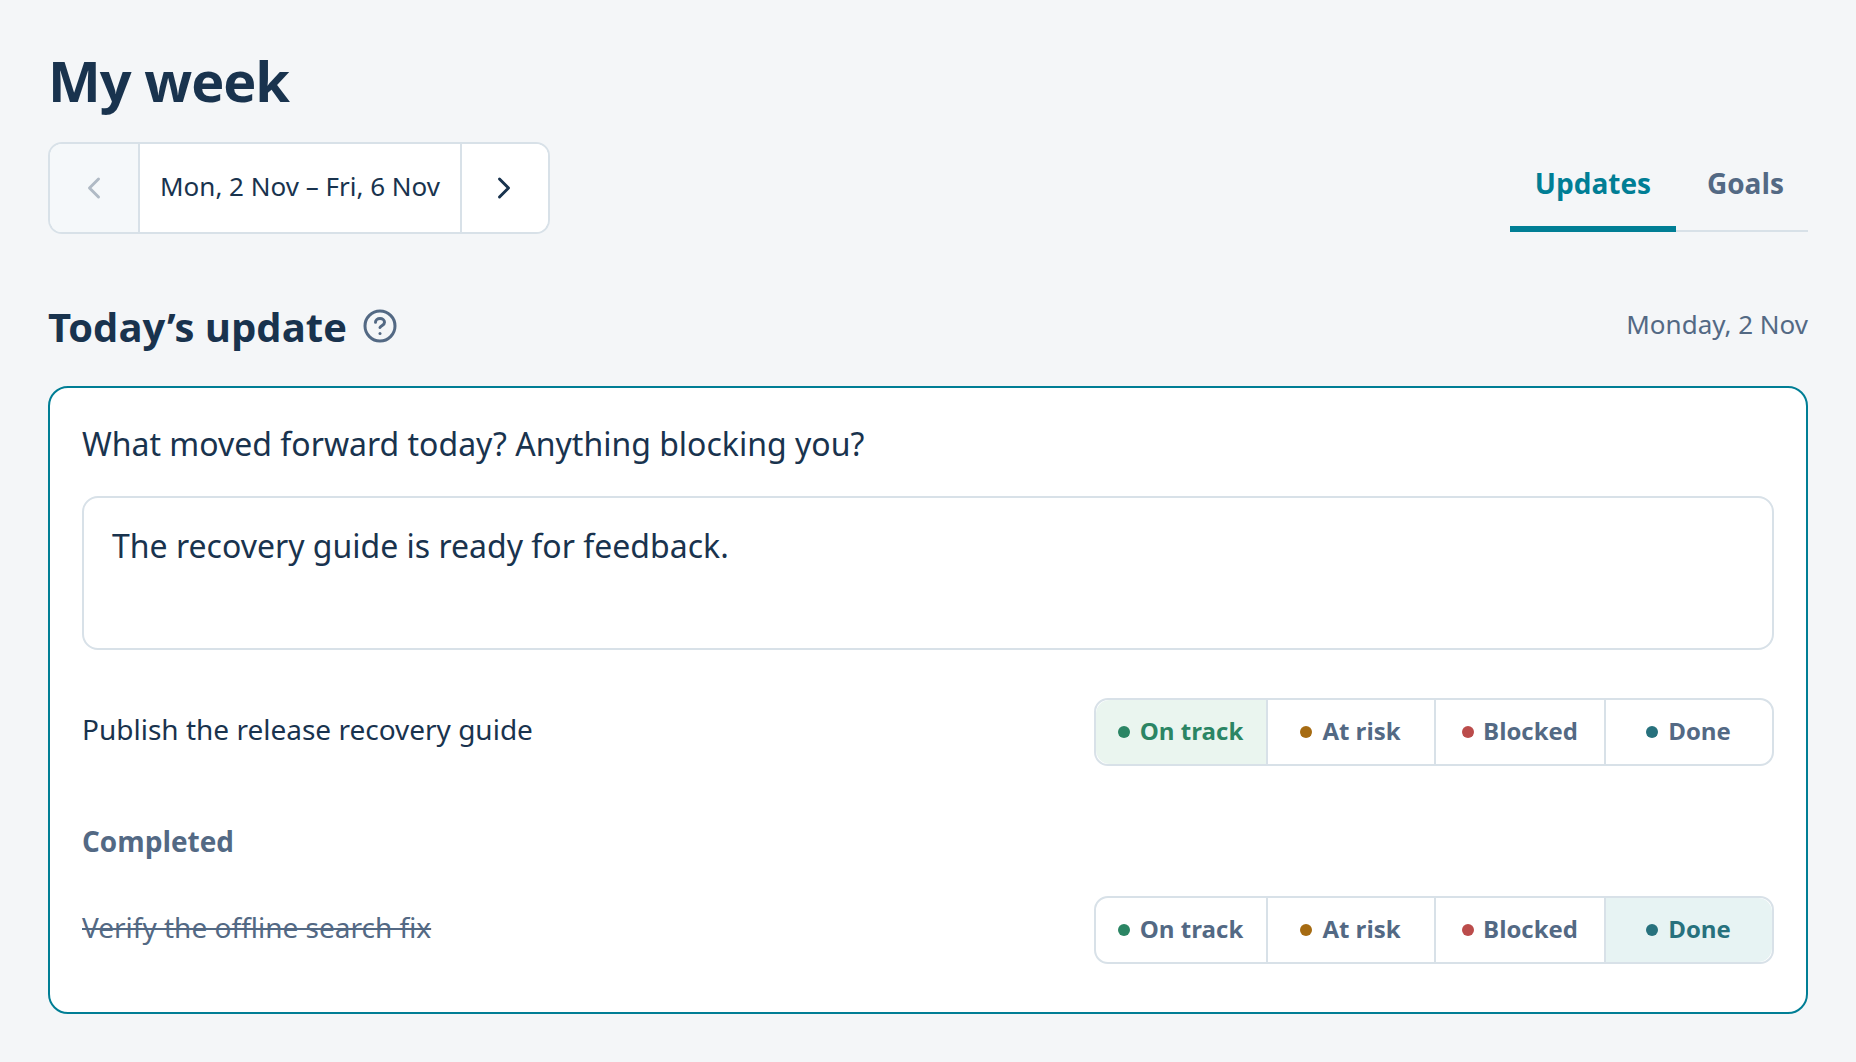 My week
Mon, 2 Nov – Fri, 6 Nov
Updates Goals
Today’s update
Monday, 2 Nov
What moved forward today? Anything blocking you?
The recovery guide is ready for feedback.
Publish the release recovery guide
On track At risk Blocked Done
Completed
Verify the offline search fix
On track At risk Blocked Done